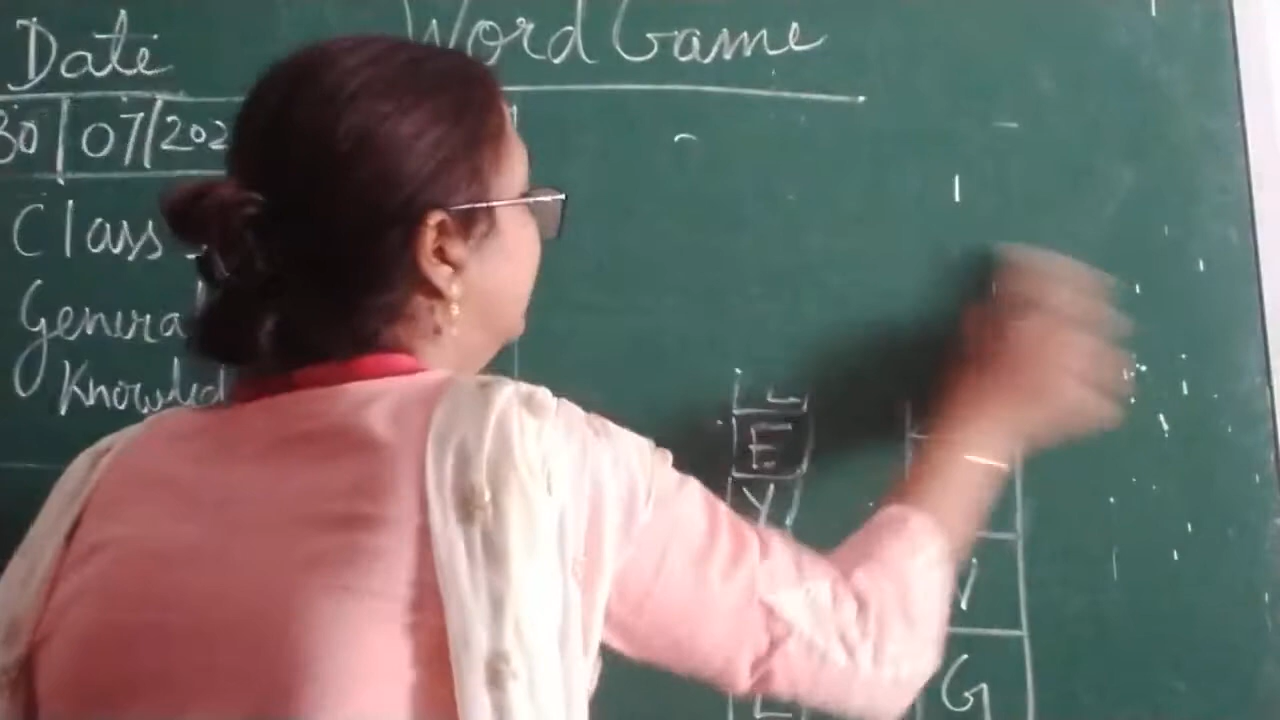 Word Game
Date
30/07/202
Class
General
Knowled
E
Y
L
G